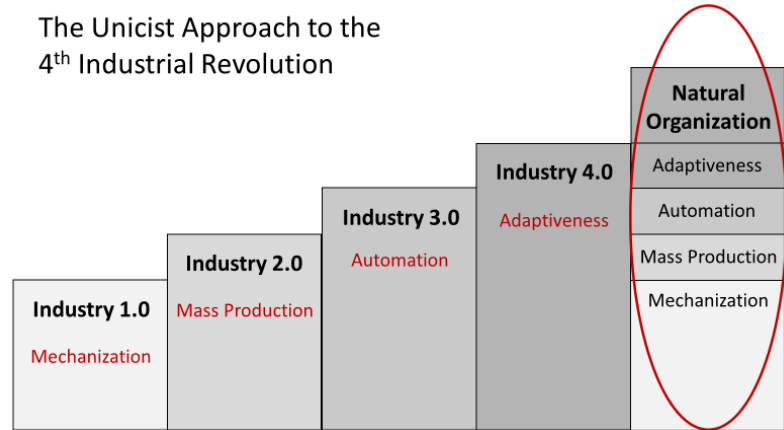 The Unicist Approach to the
4th Industrial Revolution
Industry 1.0
Mechanization
Industry 2.0
Mass Production
Industry 3.0
Automation
Industry 4.0
Adaptiveness
Natural
Organization
Adaptiveness
Automation
Mass Production
Mechanization